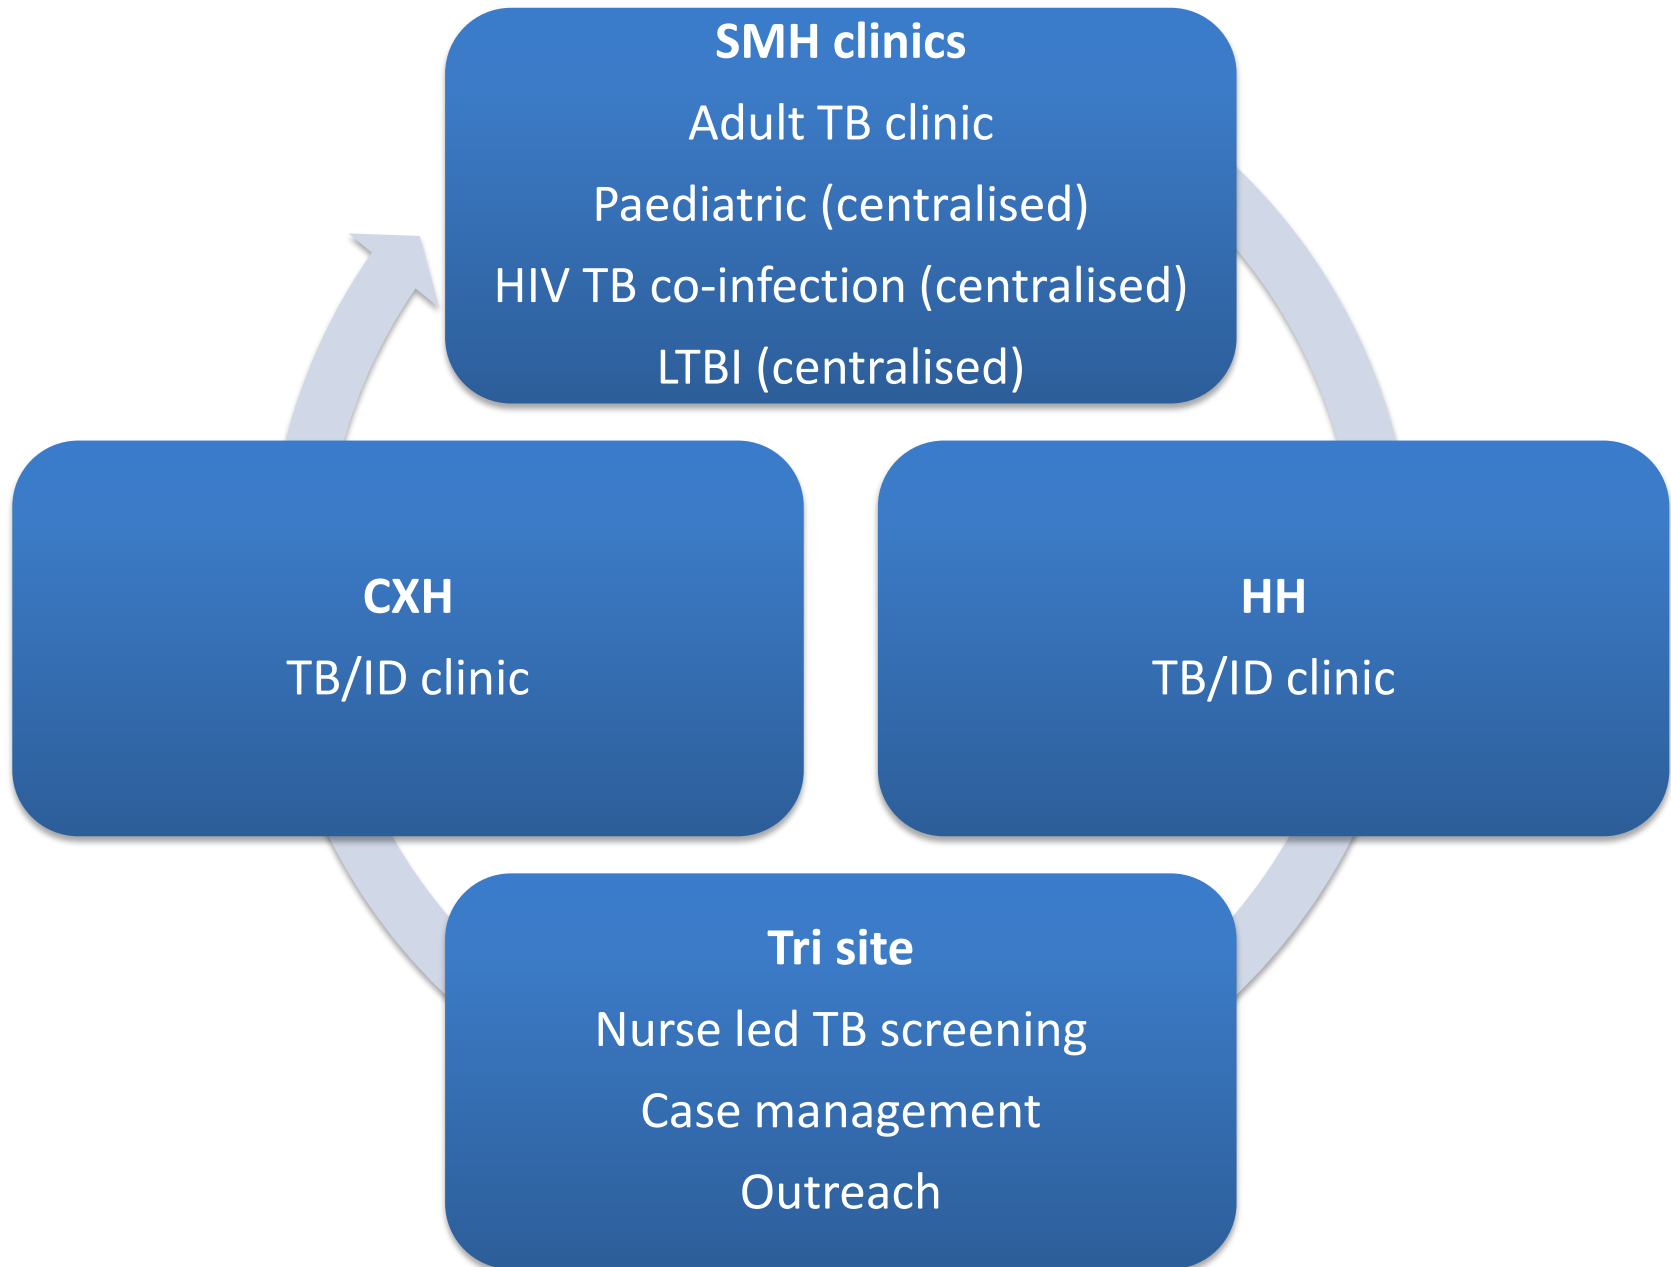 SMH clinics
Adult TB clinic
Paediatric (centralised)
HIV TB co-infection (centralised)
LTBI (centralised)
CXH
TB/ID clinic
HH
TB/ID clinic
Tri site
Nurse led TB screening
Case management
Outreach